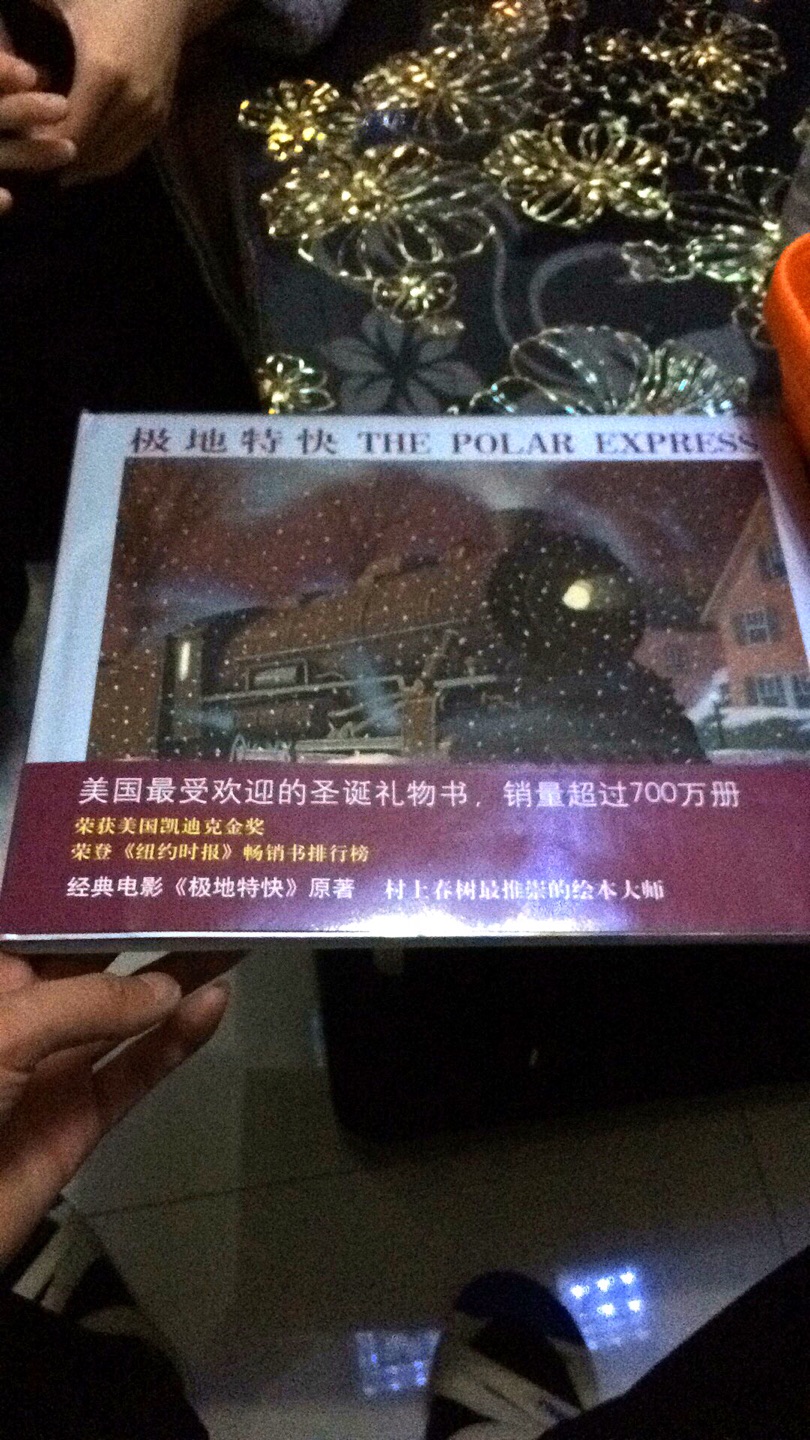 极地特快 THE POLAR EXPRESS
美国最受欢迎的圣诞礼物书，销量超过700万册
荣获美国凯迪克金奖
荣登《纽约时报》畅销书排行榜
经典电影《极地特快》原著 村上春树最推崇的绘本大师